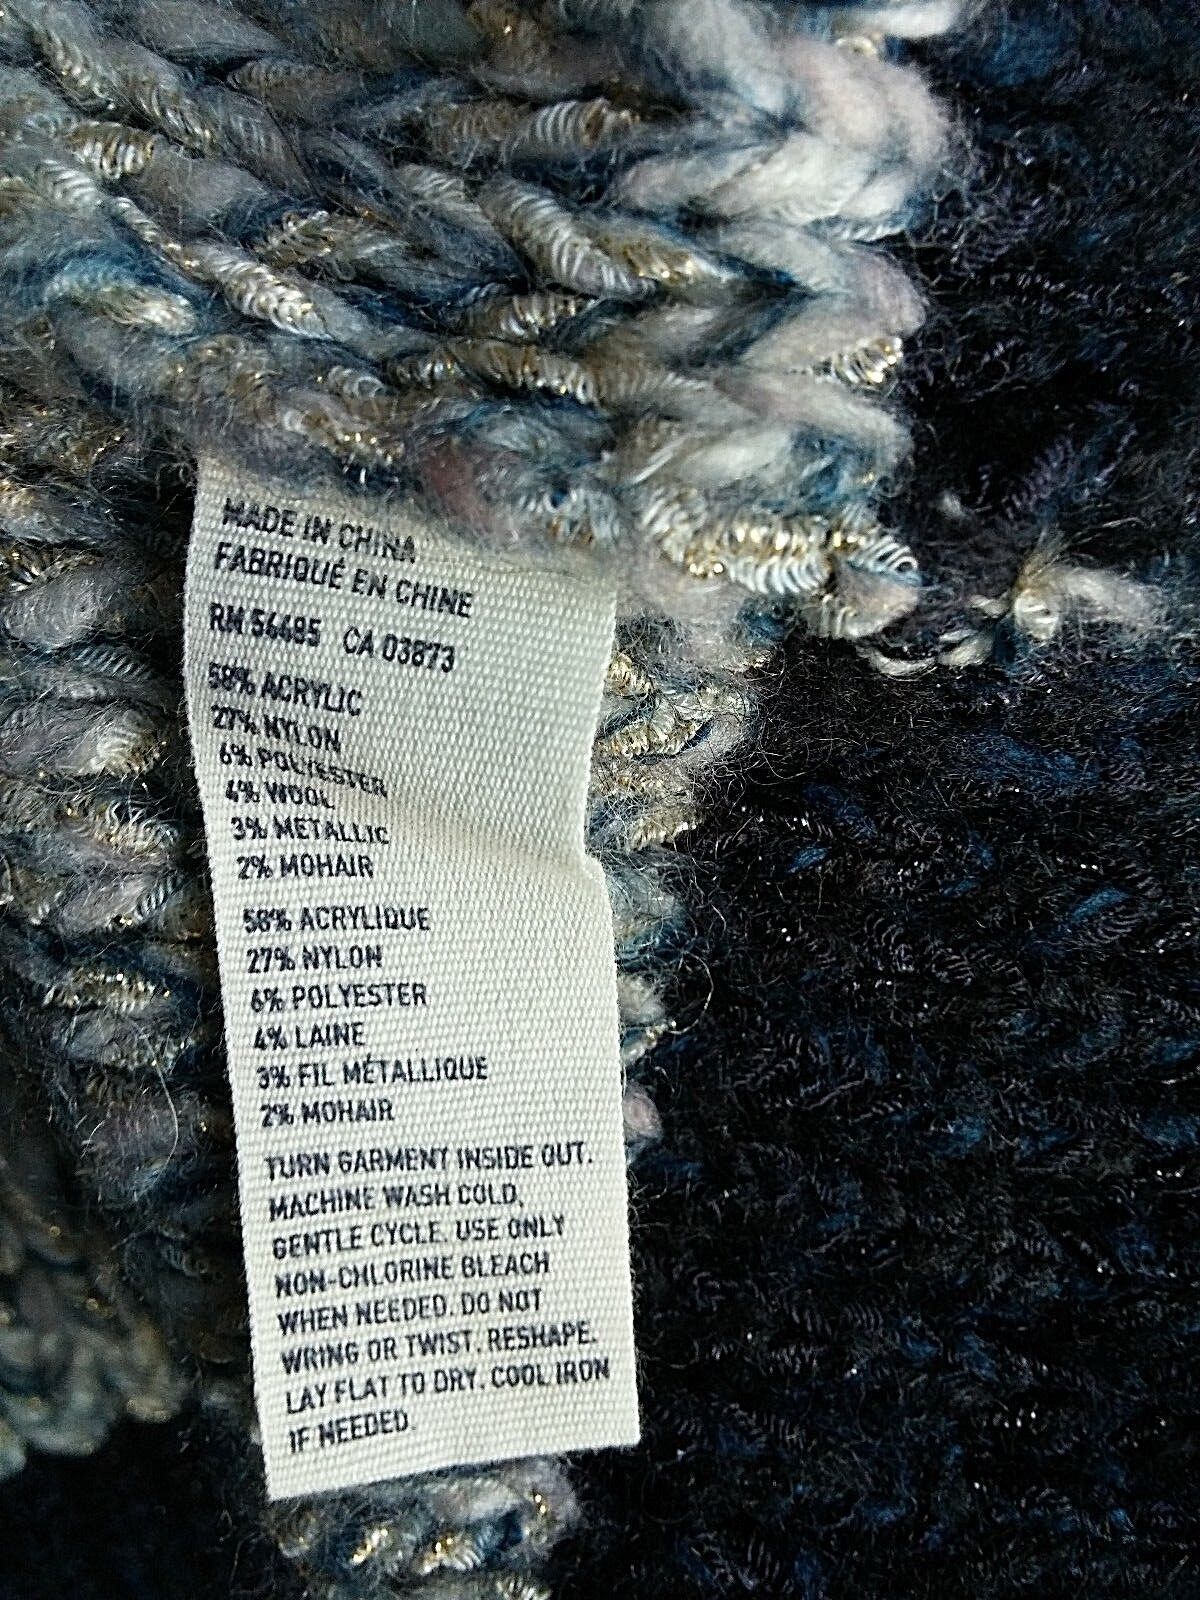 MADE IN CHINA
FABRIQUÉ EN CHINE
RN 56485 CA 03873
58% ACRYLIC
27% NYLON
6% POLYESTER
4% WOOL
3% METALLIC
2% MOHAIR
58% ACRYLIQUE
27% NYLON
6% POLYESTER
4% LAINE
3% FIL MÉTALLIQUE
2% MOHAIR
TURN GARMENT INSIDE OUT.
MACHINE WASH COLD,
GENTLE CYCLE. USE ONLY
NON-CHLORINE BLEACH
WHEN NEEDED. DO NOT
WRING OR TWIST. RESHAPE.
LAY FLAT TO DRY. COOL IRON
IF NEEDED.